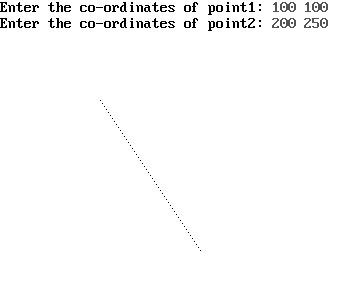 Enter the co-ordinates of point1: 100 100
Enter the co-ordinates of point2: 200 250